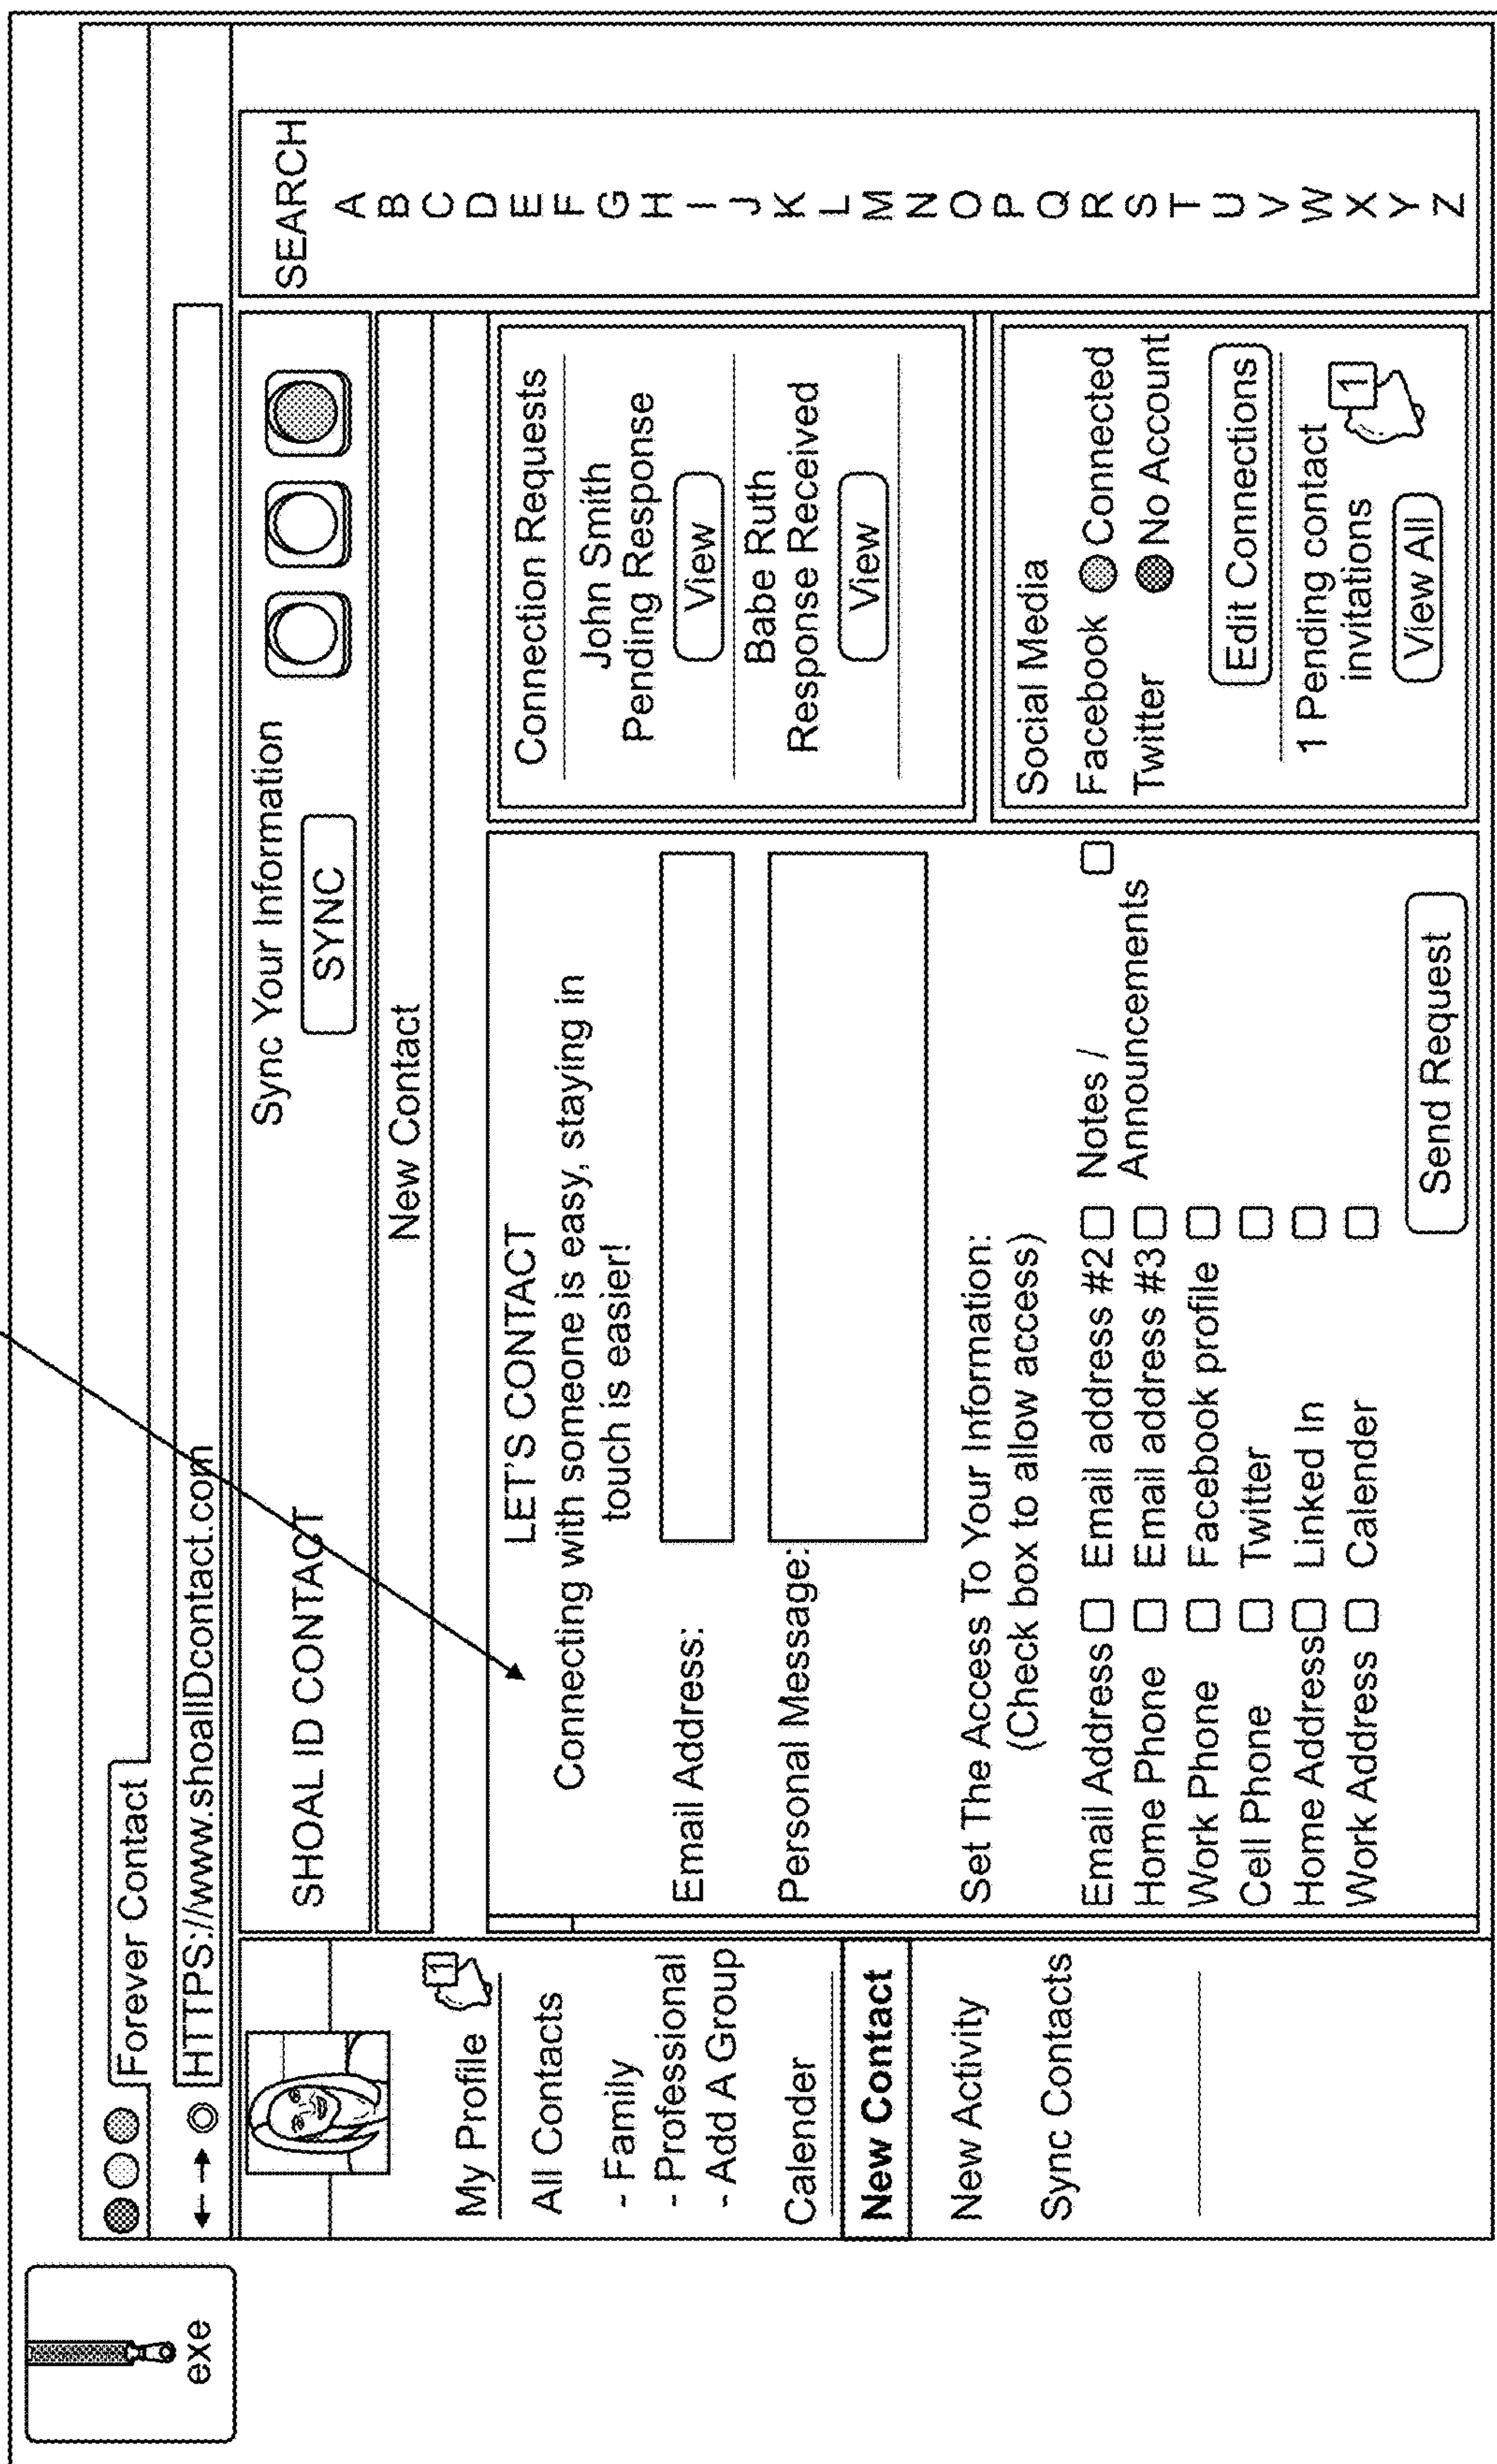 exe
Forever Contact
HTTPS://www.shoalIDcontact.com
SHOAL ID CONTACT
Sync Your Information
SYNC
New Contact
My Profile
1
All Contacts
- Family
- Professional
- Add A Group
Calender
New Contact
New Activity
Sync Contacts
LET'S CONTACT
Connecting with someone is easy, staying in
touch is easier!
Email Address:
Personal Message:
Set The Access To Your Information:
(Check box to allow access)
Email Address Email address #2 Notes /
Announcements
Home Phone Email address #3
Work Phone Facebook profile
Cell Phone Twitter
Home Address Linked In
Work Address Calender
Send Request
Connection Requests
John Smith
Pending Response
View
Babe Ruth
Response Received
View
Social Media
Facebook Connected
Twitter No Account
Edit Connections
1 Pending contact
invitations
1
View All
SEARCH
A
B
C
D
E
F
G
H
I
J
K
L
M
N
O
P
Q
R
S
T
U
V
W
X
Y
Z